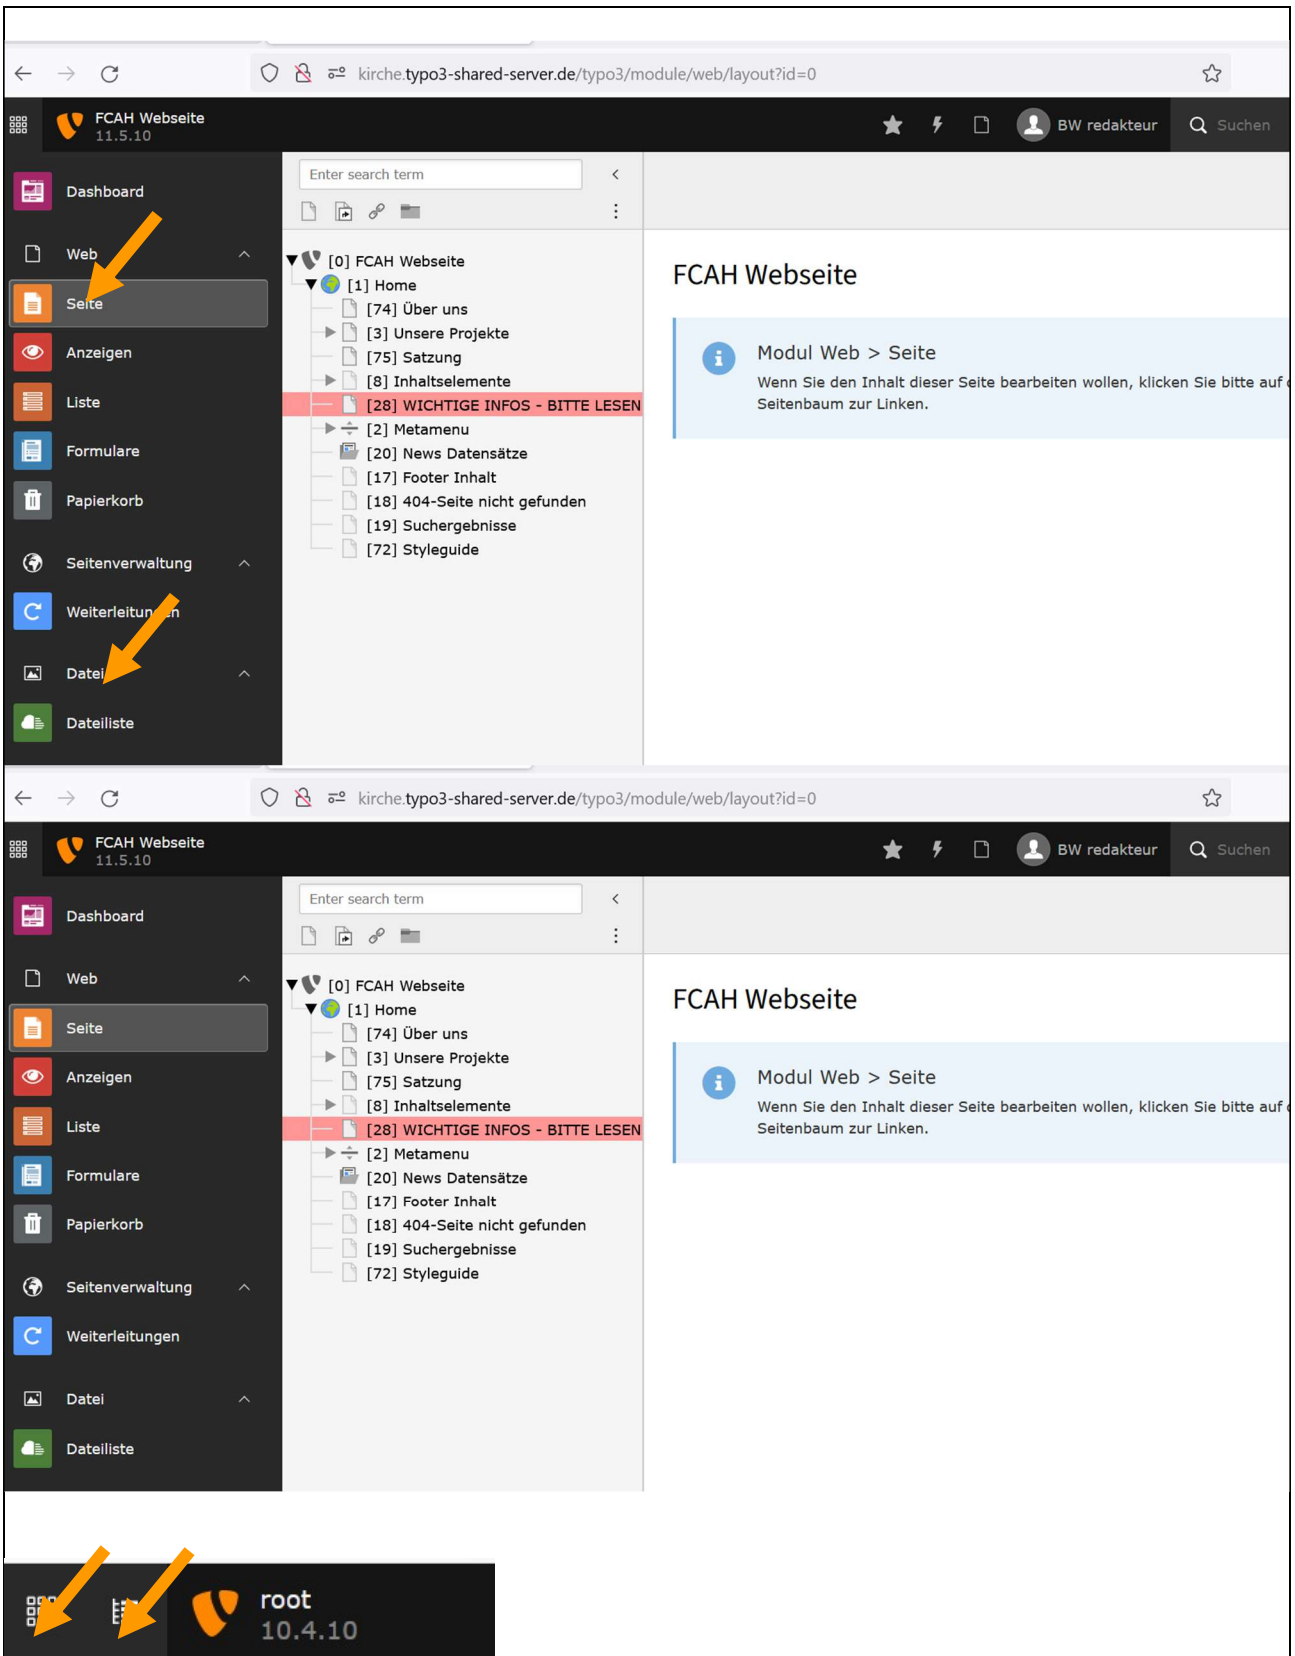 kirche.typo3-shared-server.de/typo3/module/web/layout?id=0
FCAH Webseite
11.5.10
BW redakteur
Suchen
Dashboard
Web
Seite
Anzeigen
Liste
Formulare
Papierkorb
Seitenverwaltung
Weiterleitungen
Datei
Dateiliste
Enter search term
[0] FCAH Webseite
[1] Home
[74] Über uns
[3] Unsere Projekte
[75] Satzung
[8] Inhaltselemente
[28] WICHTIGE INFOS - BITTE LESEN
[2] Metamenu
[20] News Datensätze
[17] Footer Inhalt
[18] 404-Seite nicht gefunden
[19] Suchergebnisse
[72] Styleguide
FCAH Webseite
Modul Web > Seite
Wenn Sie den Inhalt dieser Seite bearbeiten wollen, klicken Sie bitte auf
Seitenbaum zur Linken.
kirche.typo3-shared-server.de/typo3/module/web/layout?id=0
FCAH Webseite
11.5.10
BW redakteur
Suchen
Dashboard
Web
Seite
Anzeigen
Liste
Formulare
Papierkorb
Seitenverwaltung
Weiterleitungen
Datei
Dateiliste
Enter search term
[0] FCAH Webseite
[1] Home
[74] Über uns
[3] Unsere Projekte
[75] Satzung
[8] Inhaltselemente
[28] WICHTIGE INFOS - BITTE LESEN
[2] Metamenu
[20] News Datensätze
[17] Footer Inhalt
[18] 404-Seite nicht gefunden
[19] Suchergebnisse
[72] Styleguide
FCAH Webseite
Modul Web > Seite
Wenn Sie den Inhalt dieser Seite bearbeiten wollen, klicken Sie bitte auf
Seitenbaum zur Linken.
root
10.4.10